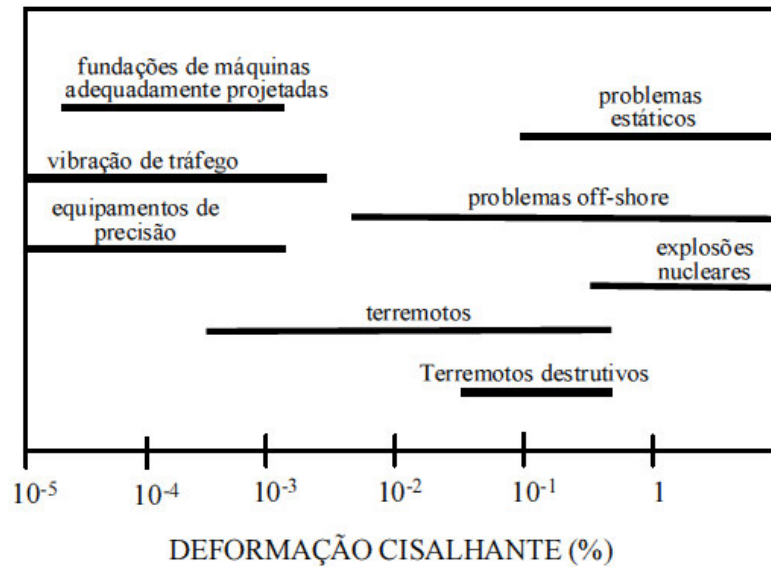 fundações de máquinas
adequadamente projetadas
problemas
estáticos
vibração de tráfego
problemas off-shore
equipamentos de
precisão
explosões
nucleares
terremotos
Terremotos destrutivos
10-5 10-4 10-3 10-2 10-1 1
DEFORMAÇÃO CISALHANTE (%)